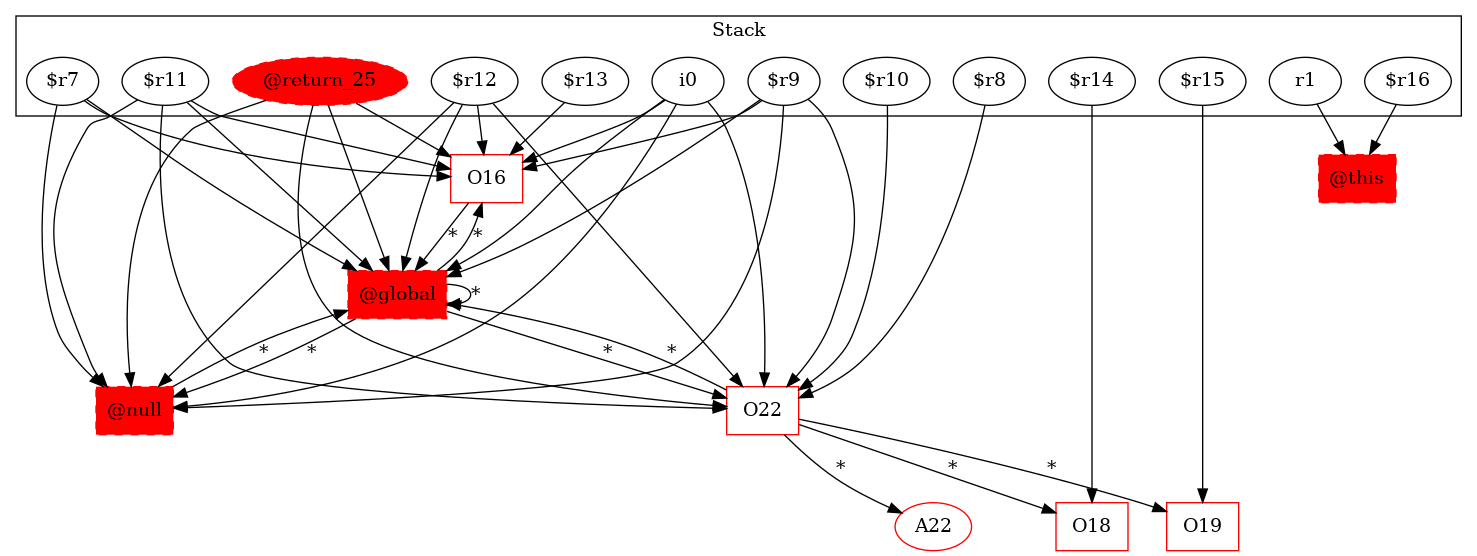 Stack
$r7
$r11
@return_25
$r12
$r13
i0
$r9
$r10
$r8
$r14
$r15
r1
$r16
O16
@this
*
*
@global
*
*
*
*
*
@null
O22
*
*
*
A22
O18
O19